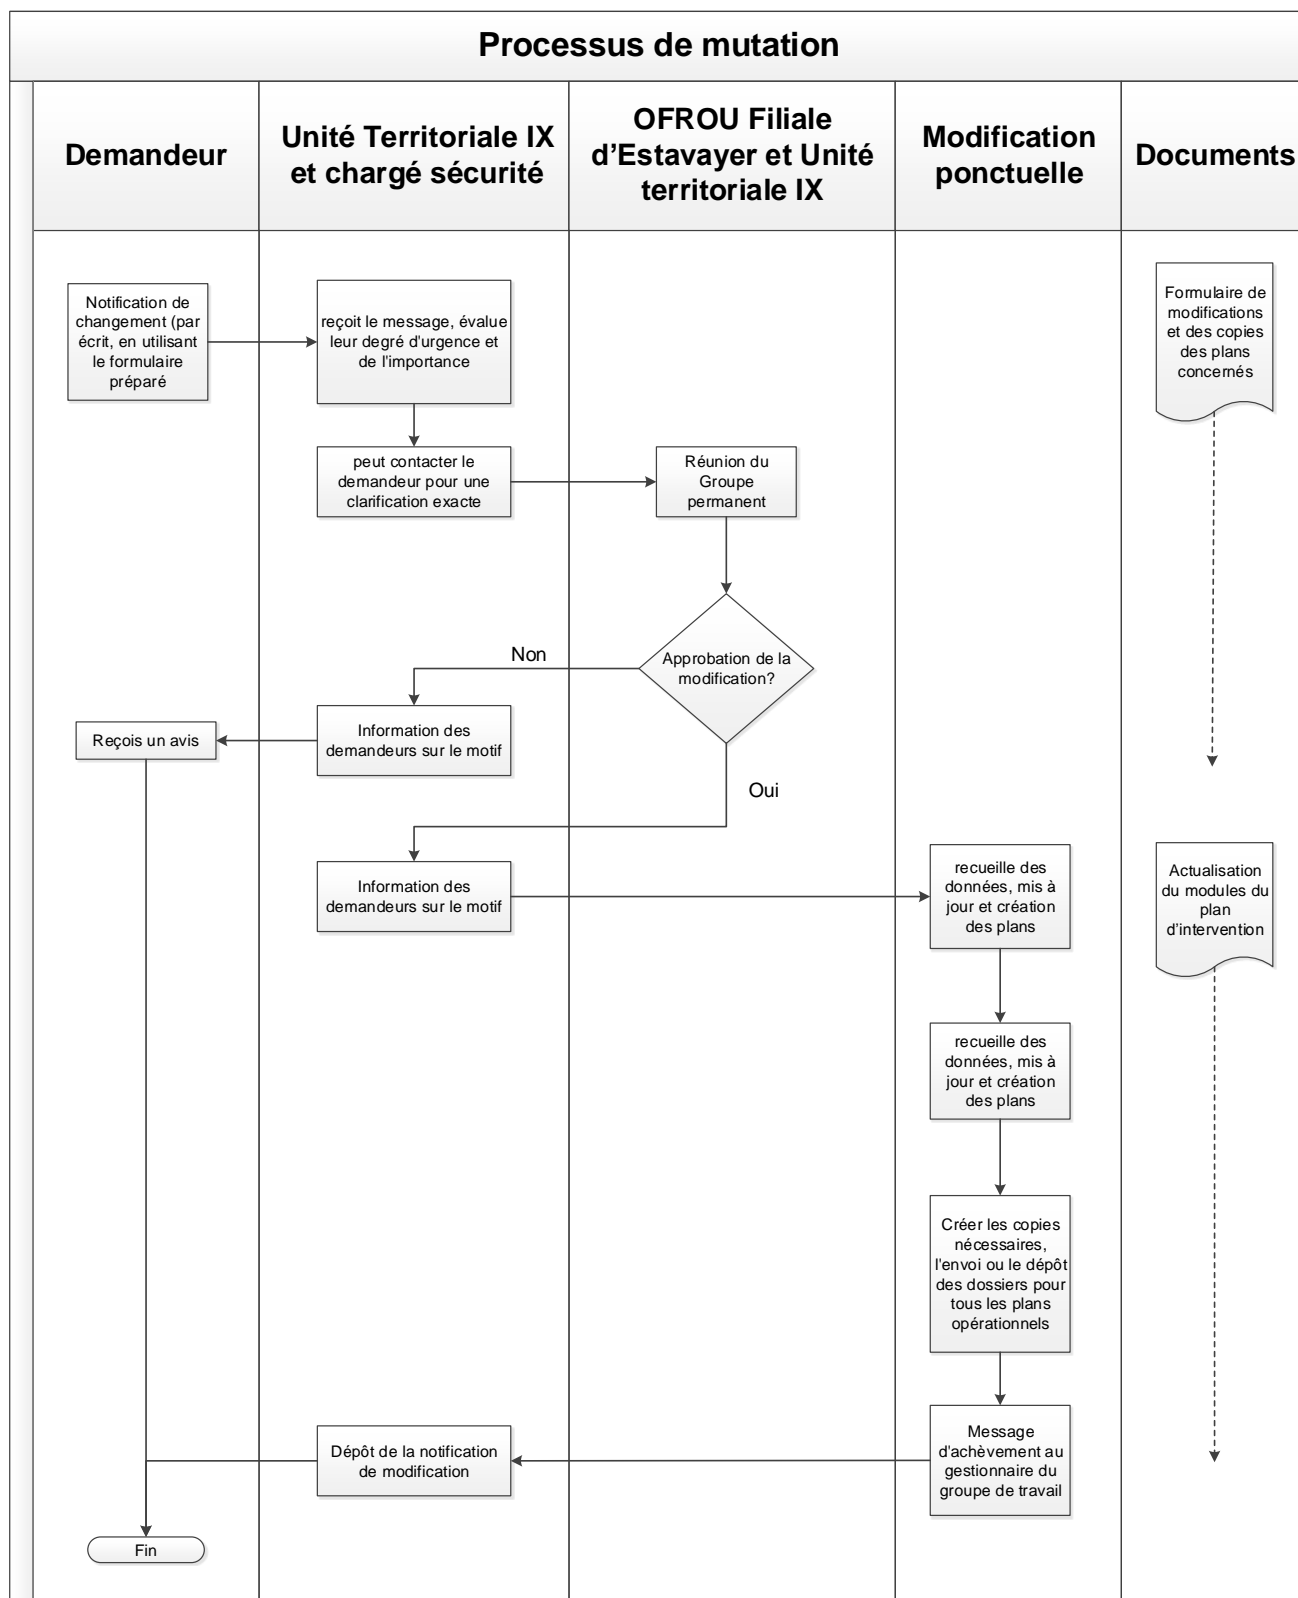 Processus de mutation
Demandeur
Unité Territoriale IX
et chargé sécurité
OFROU Filiale
d'Estavayer et Unité
territoriale IX
Modification
ponctuelle
Documents
Notification de
changement (par
écrit, en utilisant
le formulaire
préparé
reçoit le message, évalue
leur degré d'urgence et
de l'importance
Formulaire de
modifications
et des copies
des plans
concernés
peut contacter le
demandeur pour une
clarification exacte
Réunion du
Groupe
permanent
Approbation de la
modification?
Non
Information des
demandeurs sur le motif
Reçois un avis
Oui
Information des
demandeurs sur le motif
recueille des
données, mis à
jour et création
des plans
Actualisation
du modules du
plan
d'intervention
recueille des
données, mis à
jour et création
des plans
Créer les copies
nécessaires,
l'envoi ou le dépôt
des dossiers pour
tous les plans
opérationnels
Message
d'achèvement au
gestionnaire du
groupe de travail
Dépôt de la notification
de modification
Fin